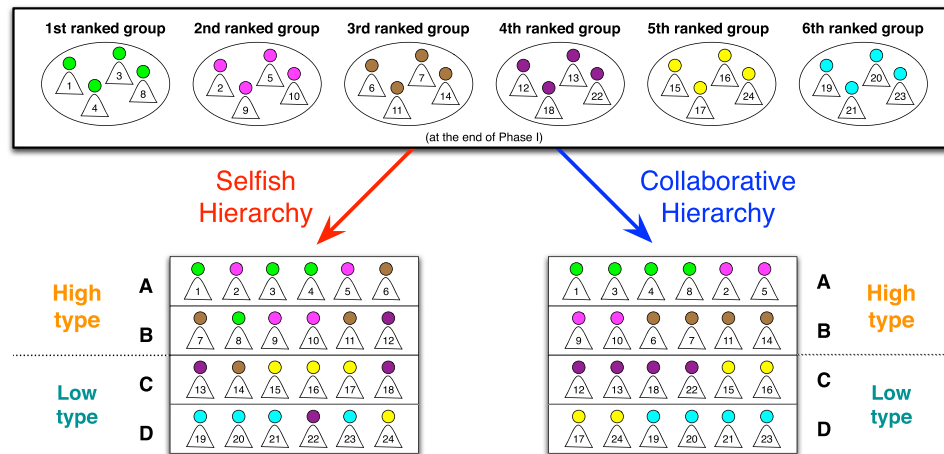 1st ranked group 2nd ranked group 3rd ranked group 4th ranked group 5th ranked group 6th ranked group
3 5 7 13 16 20
1 8 2 10 6 14 12 22 15 24 19 23
4 9 11 18 17 21
(at the end of Phase I)
Selfish
Hierarchy
Collaborative
Hierarchy
High
type
Low
type
A
1 2 3 4 5 6
B
7 8 9 10 11 12
C
13 14 15 16 17 18
D
19 20 21 22 23 24
1 3 4 8 2 5
A
9 10 6 7 11 14
B
12 13 18 22 15 16
C
17 24 19 20 21 23
D
High
type
Low
type